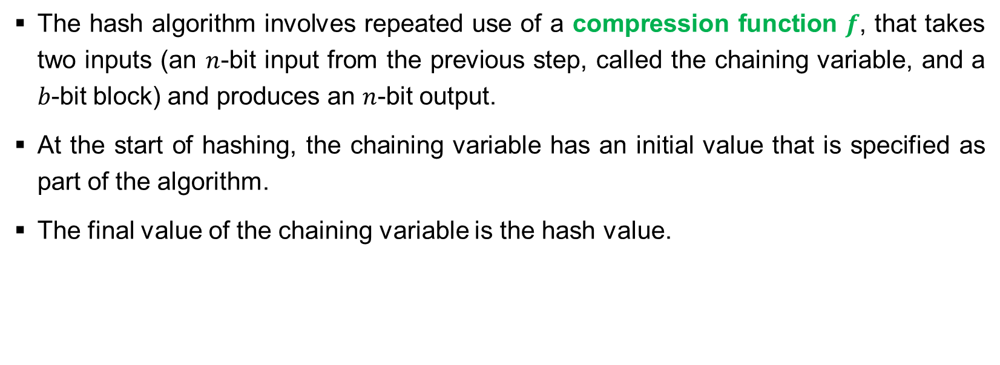 ▪ The hash algorithm involves repeated use of a compression function f, that takes
two inputs (an n-bit input from the previous step, called the chaining variable, and a
b-bit block) and produces an n-bit output.
▪ At the start of hashing, the chaining variable has an initial value that is specified as
part of the algorithm.
▪ The final value of the chaining variable is the hash value.